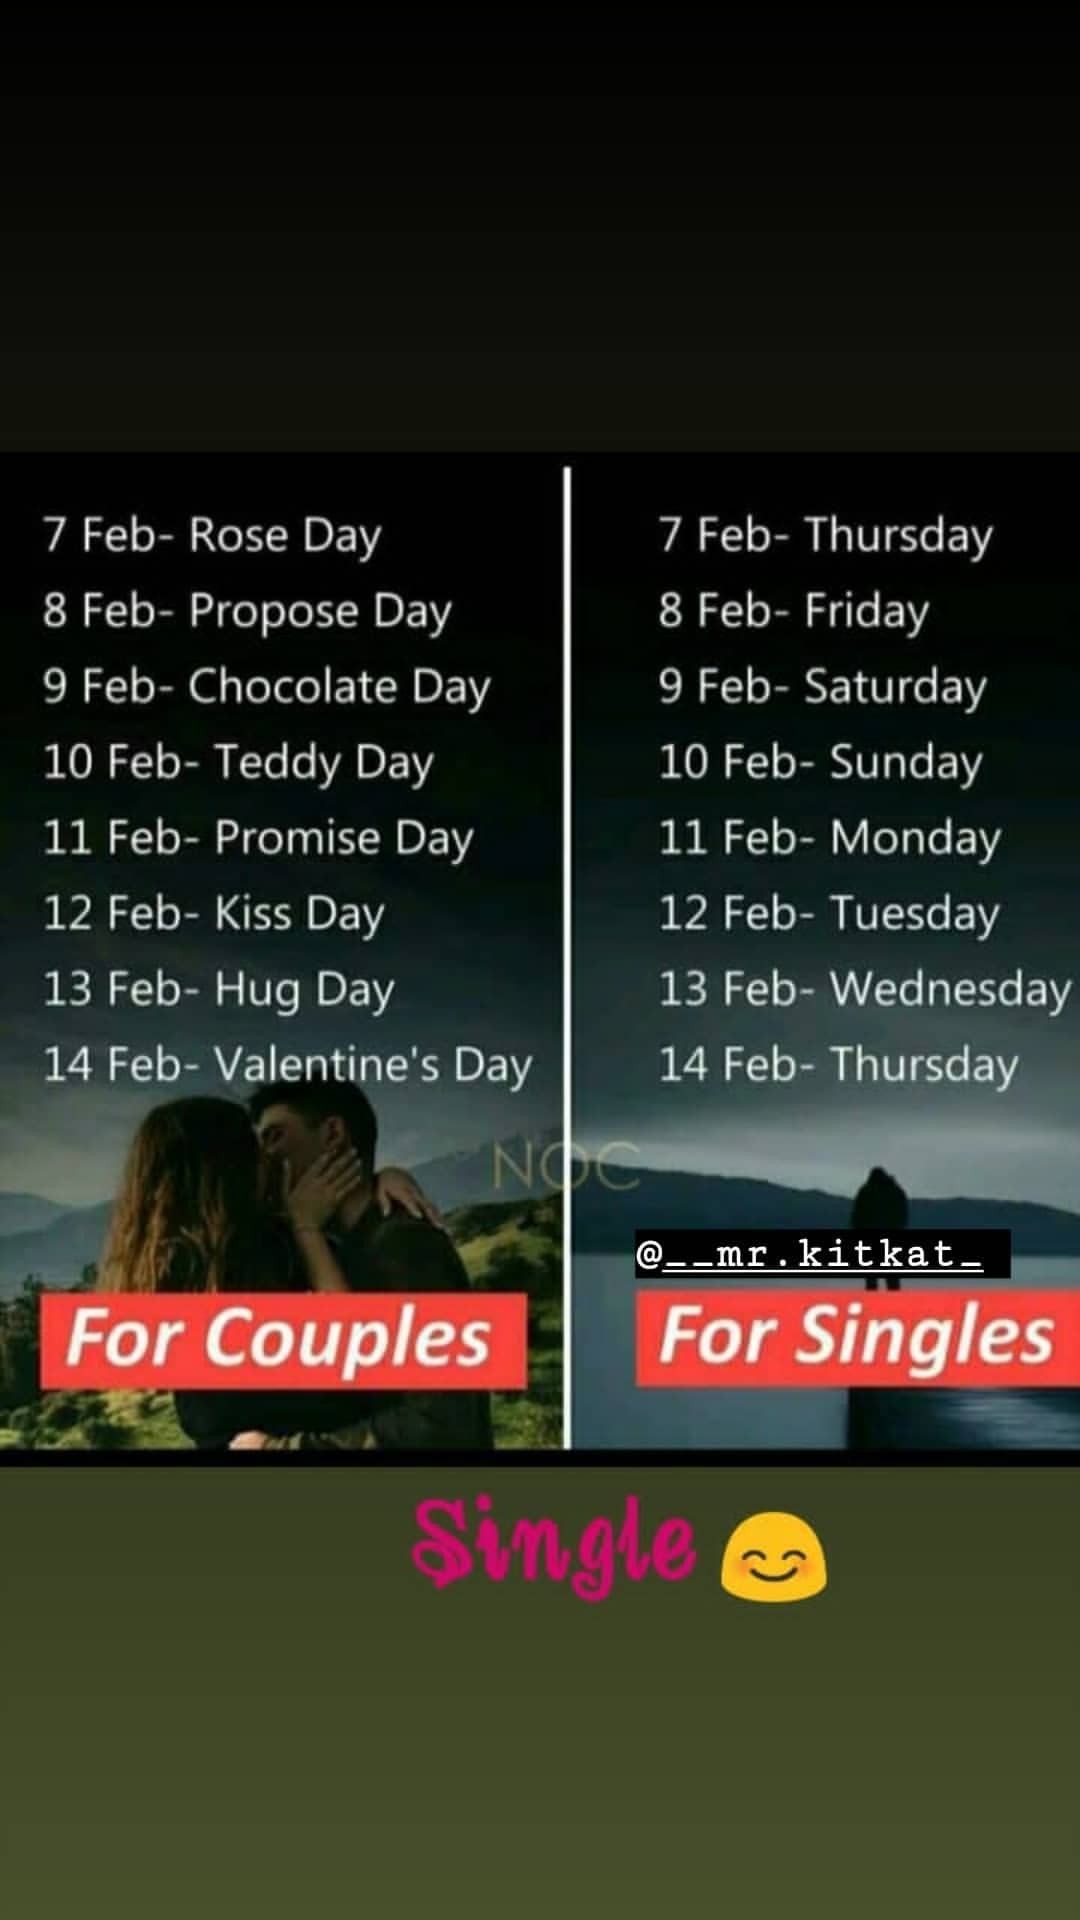 7 Feb- Rose Day
8 Feb- Propose Day
9 Feb- Chocolate Day
10 Feb- Teddy Day
11 Feb- Promise Day
12 Feb- Kiss Day
13 Feb- Hug Day
14 Feb- Valentine's Day
For Couples
7 Feb- Thursday
8 Feb- Friday
9 Feb- Saturday
10 Feb- Sunday
11 Feb- Monday
12 Feb- Tuesday
13 Feb- Wednesday
14 Feb- Thursday
NOC
@__mr.kitkat_
For Singles
Single